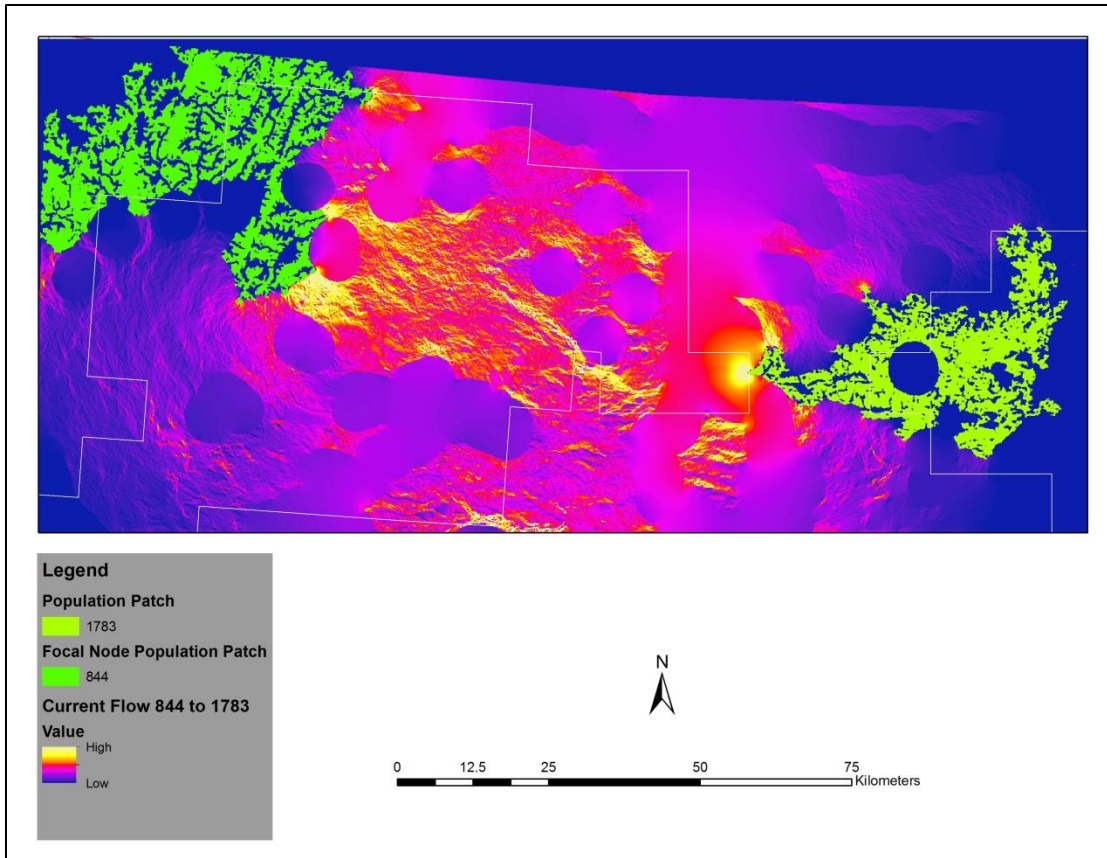 Legend
Population Patch
1783
Focal Node Population Patch
844
Current Flow 844 to 1783
Value
High
Low
N
0 12.5 25 50 75
Kilometers